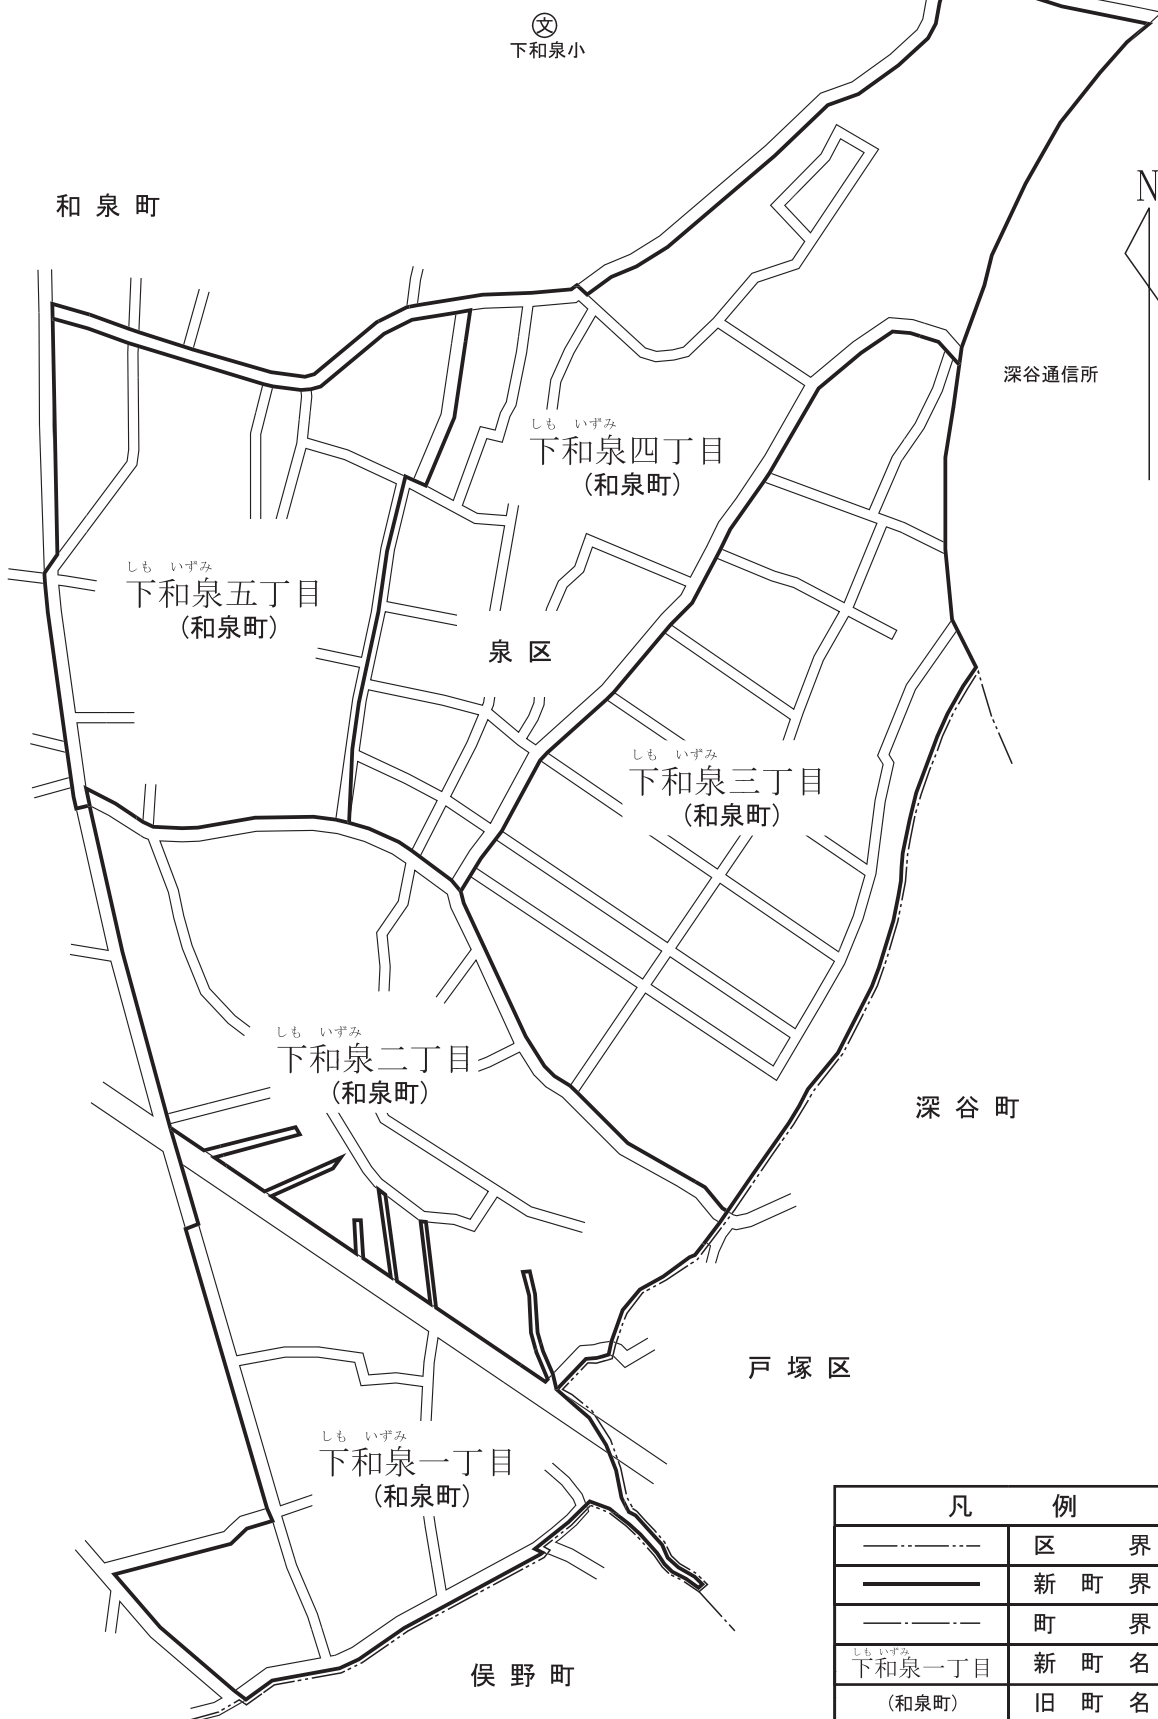 文
下和泉小
和泉町
N
深谷通信所
しも いずみ
下和泉四丁目
(和泉町)
しも いずみ
下和泉五丁目
(和泉町)
泉区
しも いずみ
下和泉三丁目
(和泉町)
しも いずみ
下和泉二丁目
(和泉町)
深谷町
戸塚区
しも いずみ
下和泉一丁目
(和泉町)
俣野町
凡例
区界
新町界
町界
しも いずみ
下和泉一丁目 新町名
(和泉町) 旧町名